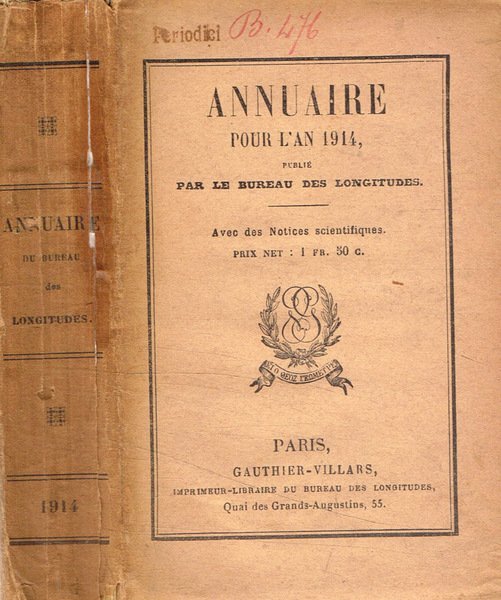 ANNUAIRE
DU BUREAU
des
LONGITUDES.
1914
Periodici B. 476
ANNUAIRE
POUR L'AN 1914,
PUBLIÉ
PAR LE BUREAU DES LONGITUDES.
Avec des Notices scientifiques.
PRIX NET : 1 FR. 50 C.
Ο ΘΕΟΣ ΓΕΩΜΕΤΡΕΙ
PARIS,
GAUTHIER-VILLARS,
IMPRIMEUR-LIBRAIRE DU BUREAU DES LONGITUDES,
Quai des Grands-Augustins, 55.